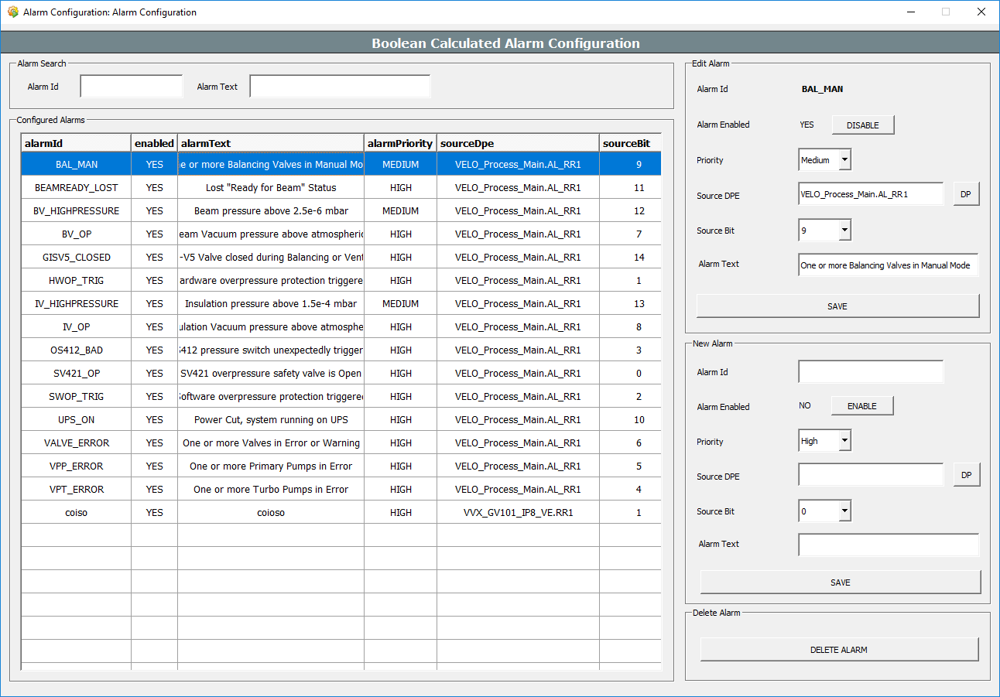 Alarm Configuration: Alarm Configuration
Boolean Calculated Alarm Configuration
Alarm Search
Alarm Id
Alarm Text
Configured Alarms
alarmId enabled alarmText alarmPriority sourceDpe sourceBit
BAL_MAN YES e or more Balancing Valves in Manual Mo MEDIUM VELO_Process_Main.AL_RR1 9
BEAMREADY_LOST YES Lost "Ready for Beam" Status HIGH VELO_Process_Main.AL_RR1 11
BV_HIGHPRESSURE YES Beam pressure above 2.5e-6 mbar MEDIUM VELO_Process_Main.AL_RR1 12
BV_OP YES eam Vacuum pressure above atmospheric HIGH VELO_Process_Main.AL_RR1 7
GISV5_CLOSED YES -V5 Valve closed during Balancing or Vent HIGH VELO_Process_Main.AL_RR1 14
HWOP_TRIG YES ardware overpressure protection triggere HIGH VELO_Process_Main.AL_RR1 1
IV_HIGHPRESSURE YES Insulation pressure above 1.5e-4 mbar MEDIUM VELO_Process_Main.AL_RR1 13
IV_OP YES ulation Vacuum pressure above atmosphe HIGH VELO_Process_Main.AL_RR1 8
OS412_BAD YES S412 pressure switch unexpectedly trigger HIGH VELO_Process_Main.AL_RR1 3
SV421_OP YES SV421 overpressure safety valve is Open HIGH VELO_Process_Main.AL_RR1 0
SWOP_TRIG YES Software overpressure protection triggere HIGH VELO_Process_Main.AL_RR1 2
UPS_ON YES Power Cut, system running on UPS HIGH VELO_Process_Main.AL_RR1 10
VALVE_ERROR YES One or more Valves in Error or Warning HIGH VELO_Process_Main.AL_RR1 6
VPP_ERROR YES One or more Primary Pumps in Error HIGH VELO_Process_Main.AL_RR1 5
VPT_ERROR YES One or more Turbo Pumps in Error HIGH VELO_Process_Main.AL_RR1 4
coiso YES coioso HIGH VVX_GV101_IP8_VE.RR1 1
Edit Alarm
Alarm Id BAL_MAN
Alarm Enabled YES DISABLE
Priority Medium
Source DPE VELO_Process_Main.AL_RR1 DP
Source Bit 9
Alarm Text One or more Balancing Valves in Manual Mode
SAVE
New Alarm
Alarm Id
Alarm Enabled NO ENABLE
Priority High
Source DPE DP
Source Bit 0
Alarm Text
SAVE
Delete Alarm
DELETE ALARM